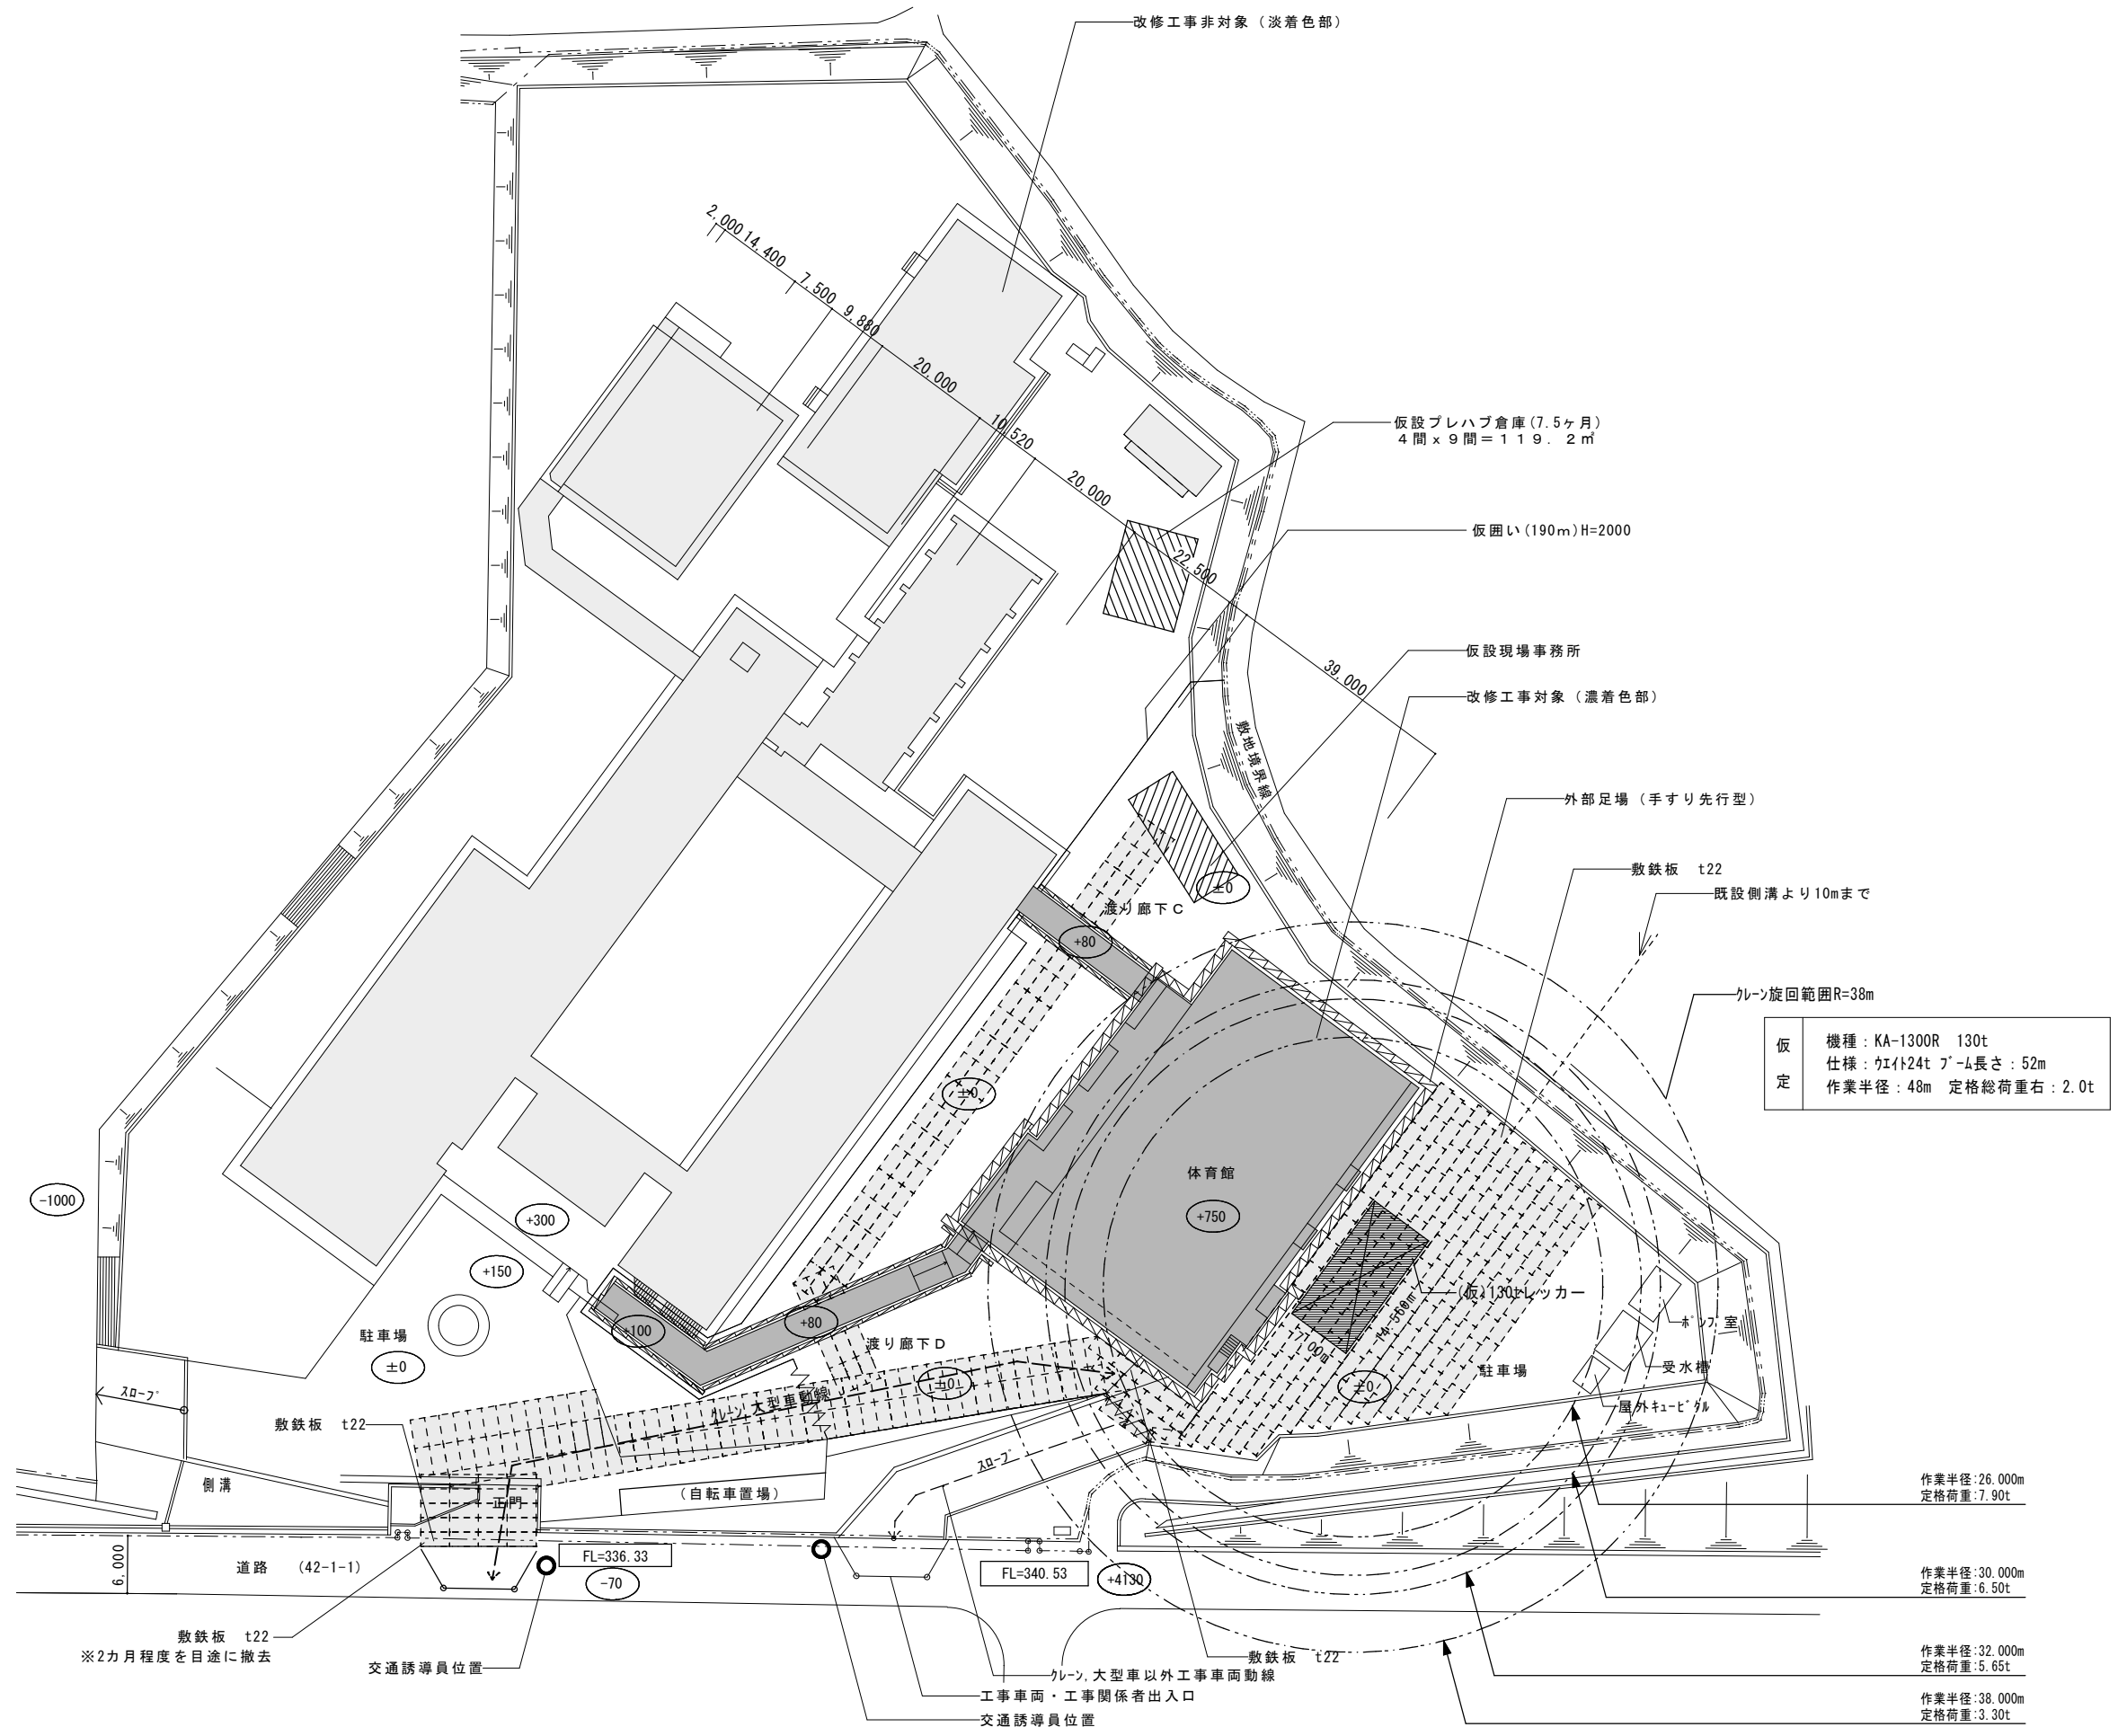 改修工事非対象（淡着色部）
2,000
14,400
7,500
9,880
20,000
10,520
20,000
22,500
39,000
仮設プレハブ倉庫(7.5ヶ月)
４間ｘ９間＝１１９．２㎡
仮囲い(190ｍ)H=2000
仮設現場事務所
改修工事対象（濃着色部）
敷地境界線
外部足場（手すり先行型）
敷鉄板　t22
既設側溝より10mまで
ｸﾚｰﾝ旋回範囲R=38m
仮定
機種：KA-1300R　130t
仕様：ｳｴｲﾄ24t ﾌﾞｰﾑ長さ：52m
作業半径：48m　定格総荷重右：2.0t
±0
渡り廊下Ｃ
+80
±0
体育館
+750
-1000
+300
+150
駐車場
±0
+100
+80
渡り廊下Ｄ
±0
(仮)130tレッカー
14.560m
±0
駐車場
ﾎﾟﾝﾌﾟ室
受水槽
屋外ｷｭｰﾋﾞｸﾙ
ｽﾛｰﾌﾟ
敷鉄板　t22
ｸﾚｰﾝ,大型車動線
側溝
正門
（自転車置場）
ｽﾛｰﾌﾟ
6,000
道路　(42-1-1)
FL=336.33
-70
FL=340.53
+4130
敷鉄板　t22
※2カ月程度を目途に撤去
交通誘導員位置
敷鉄板　t22
ｸﾚｰﾝ,大型車以外工事車両動線
工事車両・工事関係者出入口
交通誘導員位置
作業半径:26.000m
定格荷重:7.90t
作業半径:30.000m
定格荷重:6.50t
作業半径:32.000m
定格荷重:5.65t
作業半径:38.000m
定格荷重:3.30t